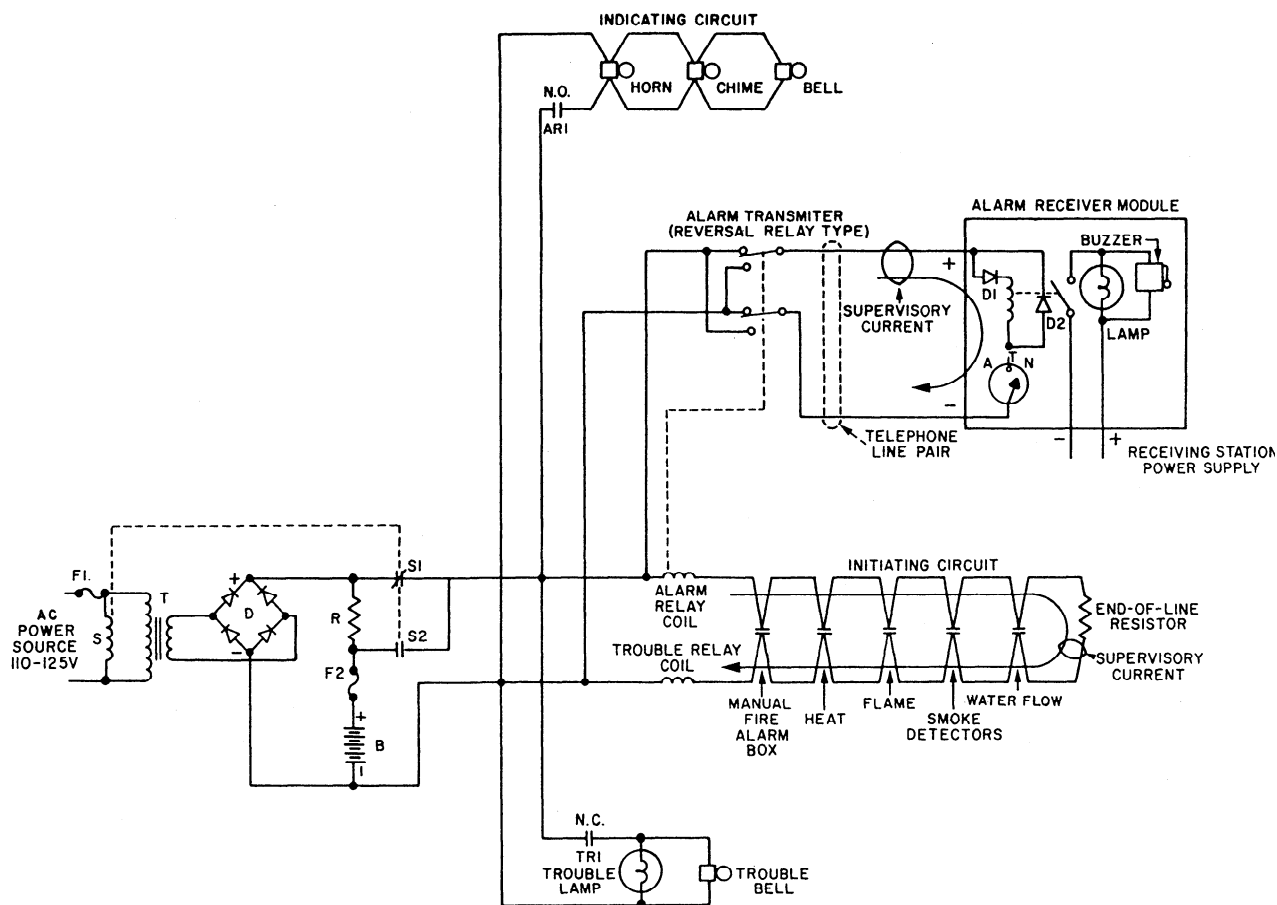 INDICATING CIRCUIT
HORN
CHIME
BELL
N.O.
AR1
ALARM TRANSMITER
(REVERSAL RELAY TYPE)
ALARM RECEIVER MODULE
BUZZER
+
SUPERVISORY
CURRENT
D1
D2
LAMP
A T N
-
TELEPHONE
LINE PAIR
- +
RECEIVING STATION
POWER SUPPLY
F1.
AC
POWER
SOURCE
110-125V
S
T
+
D
-
R
S1
S2
F2
+
B
-
ALARM
RELAY
COIL
INITIATING CIRCUIT
END-OF-LINE
RESISTOR
TROUBLE RELAY
COIL
SUPERVISORY
CURRENT
MANUAL
FIRE
ALARM
BOX
HEAT
FLAME
SMOKE
DETECTORS
WATER FLOW
N.C.
TR1
TROUBLE
LAMP
TROUBLE
BELL